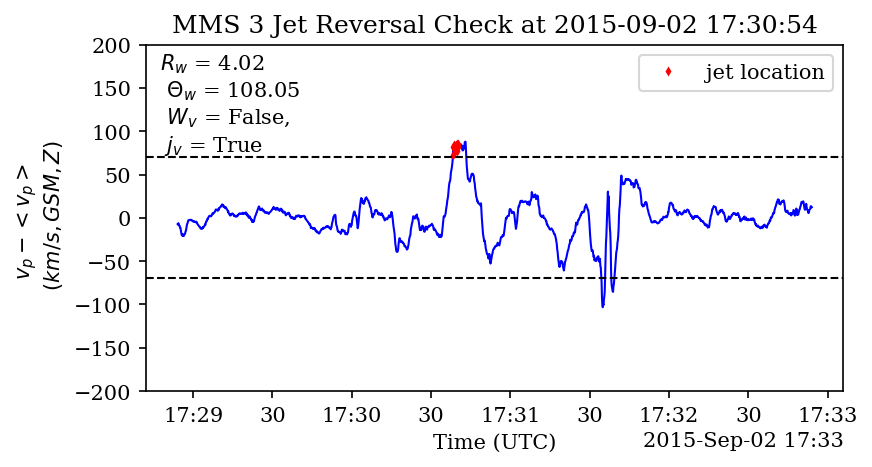 MMS 3 Jet Reversal Check at 2015-09-02 17:30:54
R_w = 4.02
Θ_w = 108.05
W_v = False,
j_v = True
jet location
200
150
100
50
0
−50
−100
−150
−200
v_p − < v_p >
(km/s, GSM, Z)
17:29 30 17:30 30 17:31 30 17:32 30 17:33
Time (UTC)
2015-Sep-02 17:33